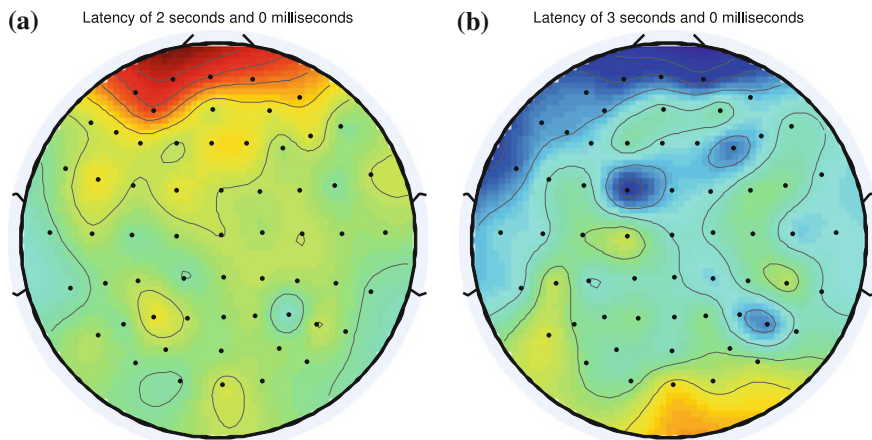 (a) Latency of 2 seconds and 0 milliseconds
(b) Latency of 3 seconds and 0 milliseconds